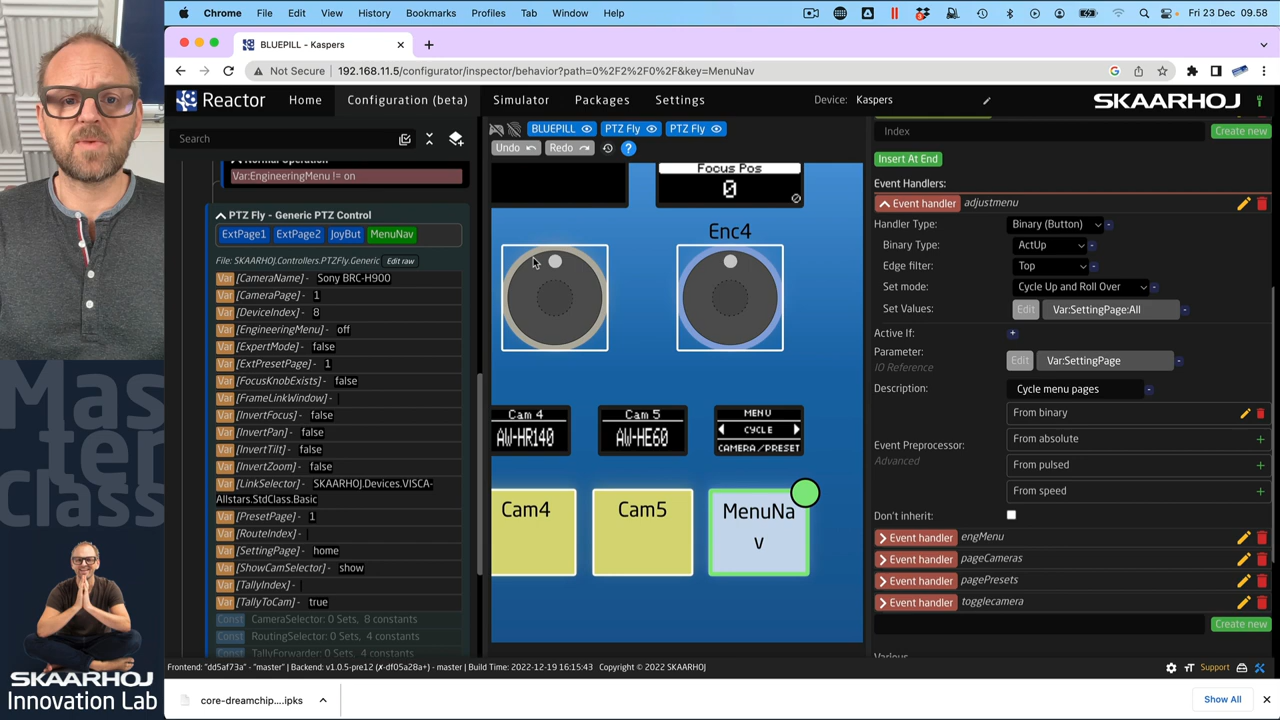 Chrome File Edit View History Bookmarks Profiles Tab Window Help Fri 23 Dec 09.58
BLUEPILL - Kaspers
Not Secure 192.168.11.5/configurator/inspector/behavior?path=0%2F2%2F0%2F&key=MenuNav
Reactor Home Configuration (beta) Simulator Packages Settings Device: Kaspers SKAARHOJ
Search
BLUEPILL PTZ Fly PTZ Fly
Undo Redo ?
Normal Operation
Var:EngineeringMenu != on
PTZ Fly - Generic PTZ Control
ExtPage1 ExtPage2 JoyBut MenuNav
File: SKAARHOJ.Controllers.PTZFly.Generic Edit raw
Var [CameraName] - Sony BRC-H900
Var [CameraPage] - 1
Var [DeviceIndex] - 8
Var [EngineeringMenu] - off
Var [ExpertMode] - false
Var [ExtPresetPage] - 1
Var [FocusKnobExists] - false
Var [FrameLinkWindow] -
Var [InvertFocus] - false
Var [InvertPan] - false
Var [InvertTilt] - false
Var [InvertZoom] - false
Var [LinkSelector] - SKAARHOJ.Devices.VISCA-
Allstars.StdClass.Basic
Var [PresetPage] - 1
Var [RouteIndex] -
Var [SettingPage] - home
Var [ShowCamSelector] - show
Var [TallyIndex] -
Var [TallyToCam] - true
Const CameraSelector: 0 Sets, 8 constants
Const RoutingSelector: 0 Sets, 4 constants
Const TallyForwarder: 0 Sets, 4 constants
Focus Pos
0
Enc4
Cam 4
AW-HR140
Cam 5
AW-HE60
MENU
CYCLE
CAMERA/PRESET
Cam4
Cam5
MenuNa
v
Index Create new
Insert At End
Event Handlers:
Event handler adjustmenu
Handler Type: Binary (Button)
Binary Type: ActUp
Edge filter: Top
Set mode: Cycle Up and Roll Over
Set Values: Edit Var:SettingPage:All
Active If:
Parameter: Edit Var:SettingPage
IO Reference
Description: Cycle menu pages
From binary
From absolute
Event Preprocessor:
Advanced
From pulsed
From speed
Don't inherit:
Event handler engMenu
Event handler pageCameras
Event handler pagePresets
Event handler togglecamera
Create new
Various
Frontend: "dd5af73a" - "master" | Backend: v1.0.5-pre12 (x-df05a28a+) - master | Build Time: 2022-12-19 16:15:43 Copyright © 2022 SKAARHOJ
Support
core-dreamchip....ipks
Show All
Master
Class
SKAARHOJ
Innovation Lab